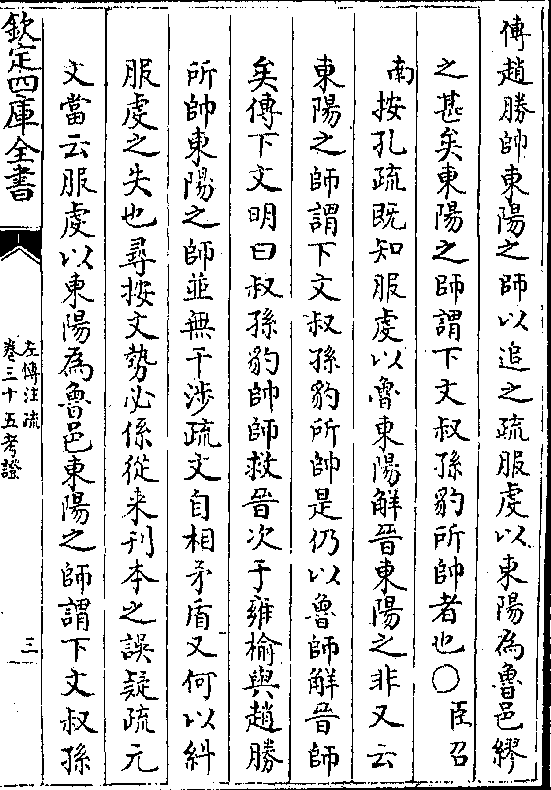 傳趙勝帥東陽之師以追之疏服虔以東陽為魯邑繆
之甚矣東陽之師謂下文叔孫豹所帥者也○臣召
南按孔疏既知服虔以魯東陽解晉東陽之非又云
東陽之師謂下文叔孫豹所帥是仍以魯師解晉師
矣傳下文明曰叔孫豹帥師救晉次于雍榆與趙勝
所帥東陽之師並無干涉疏文自相矛盾又何以糾
服虔之失也尋按文勢必係從来刊本之誤疑疏元
文當云服虔以東陽為魯邑東陽之師謂下文叔孫
欽定四庫全書
左傳注疏
卷三十五考證
三